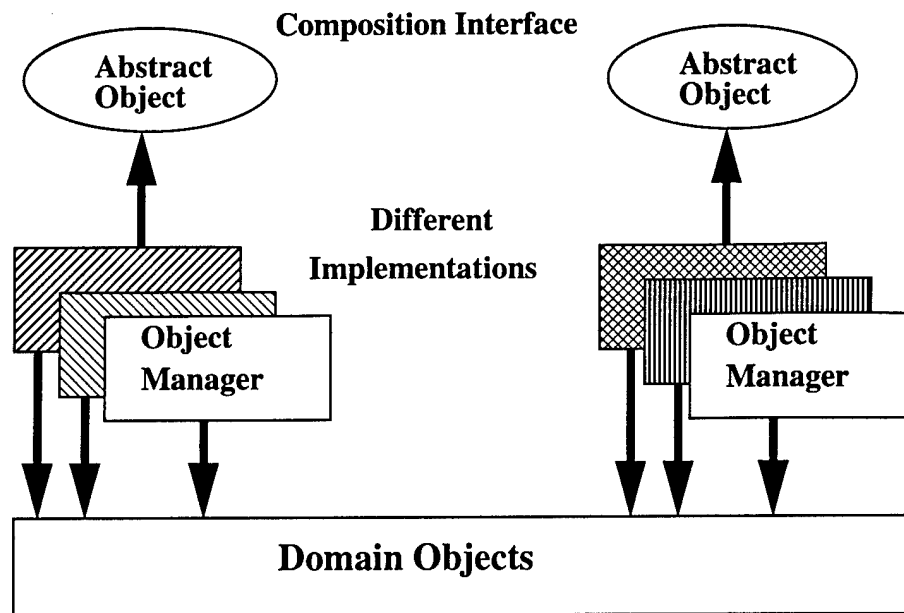 Composition Interface
Abstract
Object
Abstract
Object
Different
Implementations
Object
Manager
Object
Manager
Domain Objects